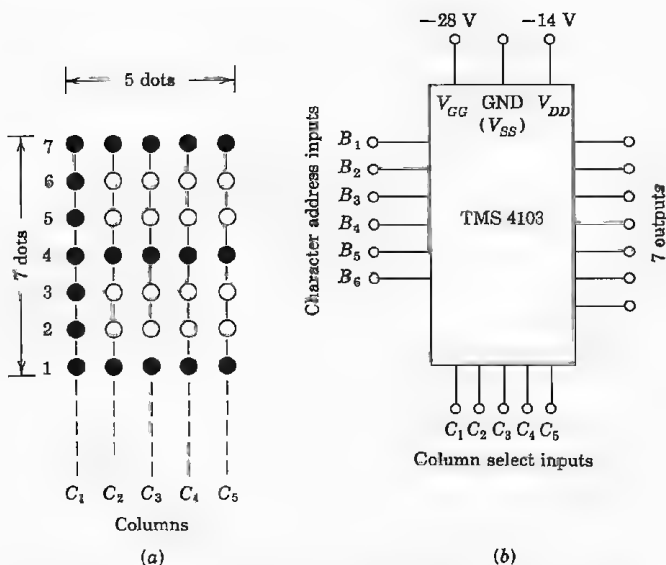 5 dots
7 dots
7
6
5
4
3
2
1
C1 C2 C3 C4 C5
Columns
(a)
−28 V −14 V
VGG GND VDD
(VSS)
Character address inputs
B1
B2
B3
B4
B5
B6
TMS 4103
7 outputs
C1 C2 C3 C4 C5
Column select inputs
(b)